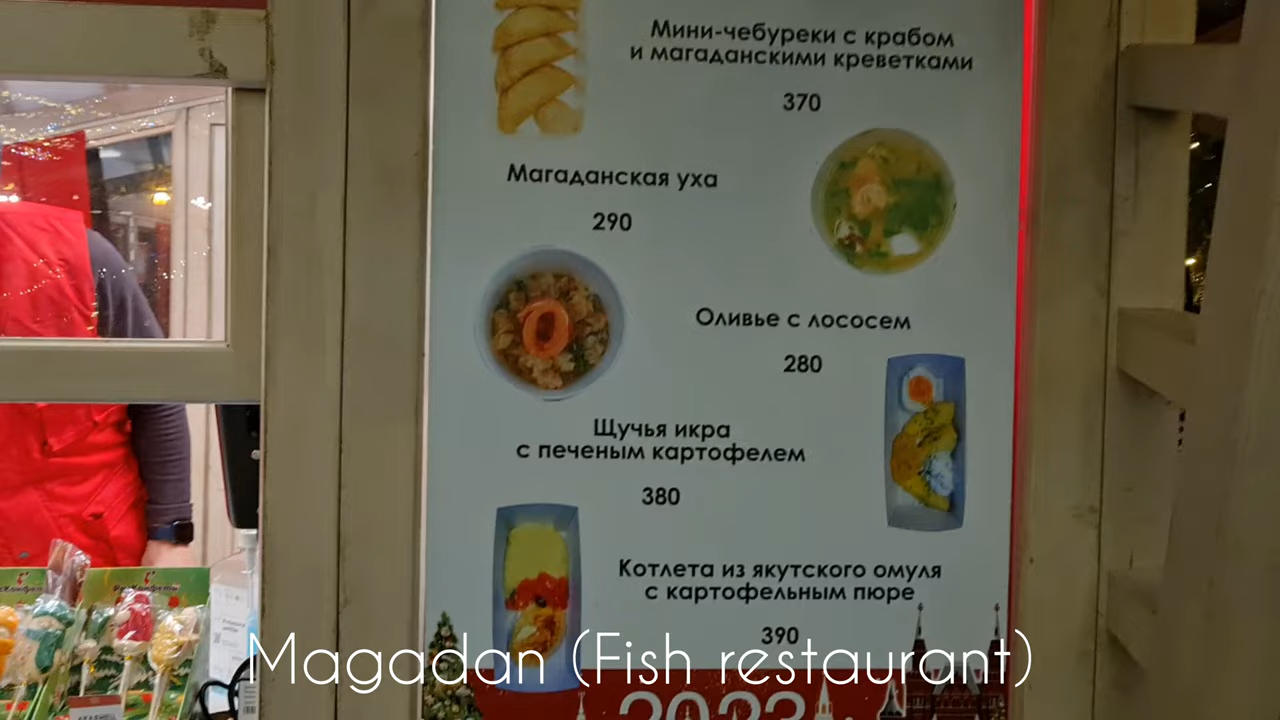 Мини-чебуреки с крабом
и магаданскими креветками
370
Магаданская уха
290
Оливье с лососем
280
Щучья икра
с печеным картофелем
380
Котлета из якутского омуля
с картофельным пюре
390
Magadan (Fish restaurant)
2023